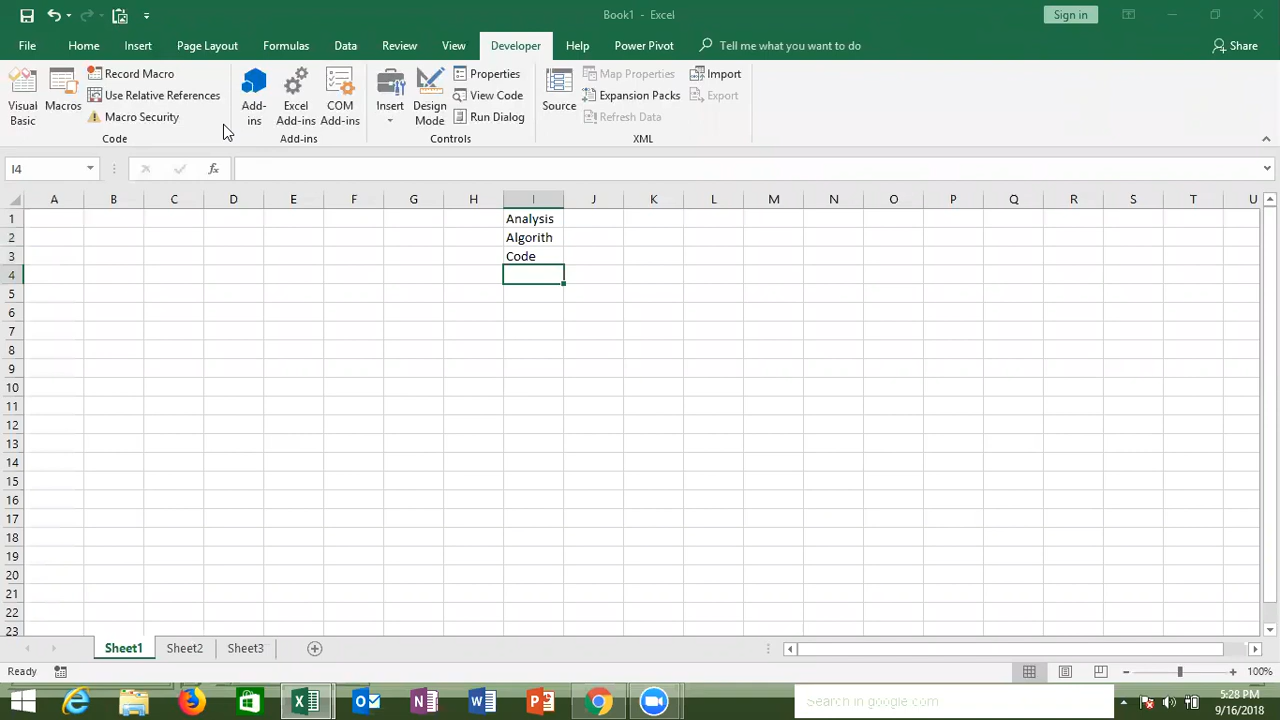 Book1 - Excel
Sign in
File Home Insert Page Layout Formulas Data Review View Developer Help Power Pivot Tell me what you want to do Share
Visual Basic
Macros
Record Macro
Use Relative References
Macro Security
Code
Add-ins
Excel Add-ins
COM Add-ins
Add-ins
Insert
Design Mode
Properties
View Code
Run Dialog
Controls
Source
Map Properties
Expansion Packs
Refresh Data
Import
Export
XML
I4
fx
A B C D E F G H I J K L M N O P Q R S T U
1 Analysis
2 Algorith
3 Code
4
5
6
7
8
9
10
11
12
13
14
15
16
17
18
19
20
21
22
23
Sheet1 Sheet2 Sheet3
Ready
100%
Search in google.com
5:28 PM
9/16/2018